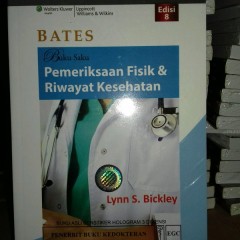 Wolters Kluwer
Lippincott
Williams & Wilkins
Edisi
8
BATES
Buku Saku
Pemeriksaan Fisik &
Riwayat Kesehatan
Lynn S. Bickley
HOLOGRAM
PENERBIT BUKU KEDOKTERAN
EGC